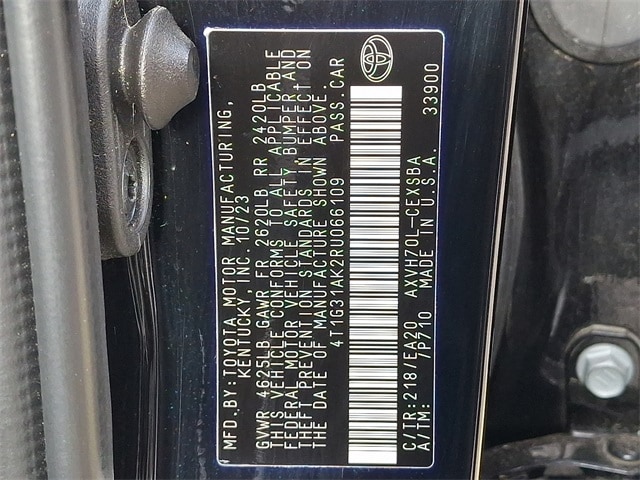 MFD.BY:TOYOTA MOTOR MANUFACTURING,
KENTUCKY, INC. 10/23
GVWR 4625LB GAWR FR 2620LB RR 2420LB
THIS VEHICLE CONFORMS TO ALL APPLICABLE
FEDERAL MOTOR VEHICLE SAFETY, BUMPER AND
THEFT PREVENTION STANDARDS IN EFFECT ON
THE DATE OF MANUFACTURE SHOWN ABOVE.
4T1G31AK2RU066109 PASS.CAR
C/TR:218/EA20 AXVH70L-CEXSBA 33900
A/TM: /P710 MADE IN U.S.A.